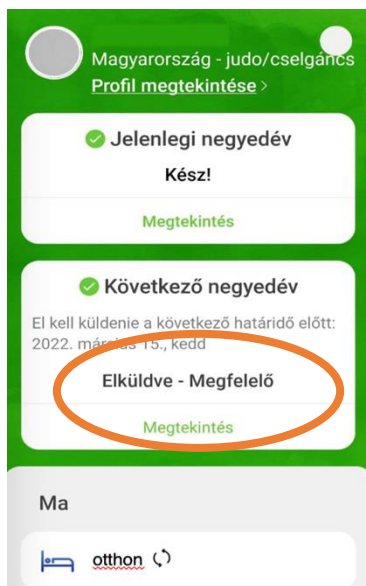 Magyarország - judo/cselgáncs
Profil megtekintése >
Jelenlegi negyedév
Kész!
Megtekintés
Következő negyedév
El kell küldenie a következő határidő előtt:
2022. március 15., kedd
Elküldve - Megfelelő
Megtekintés
Ma
otthon